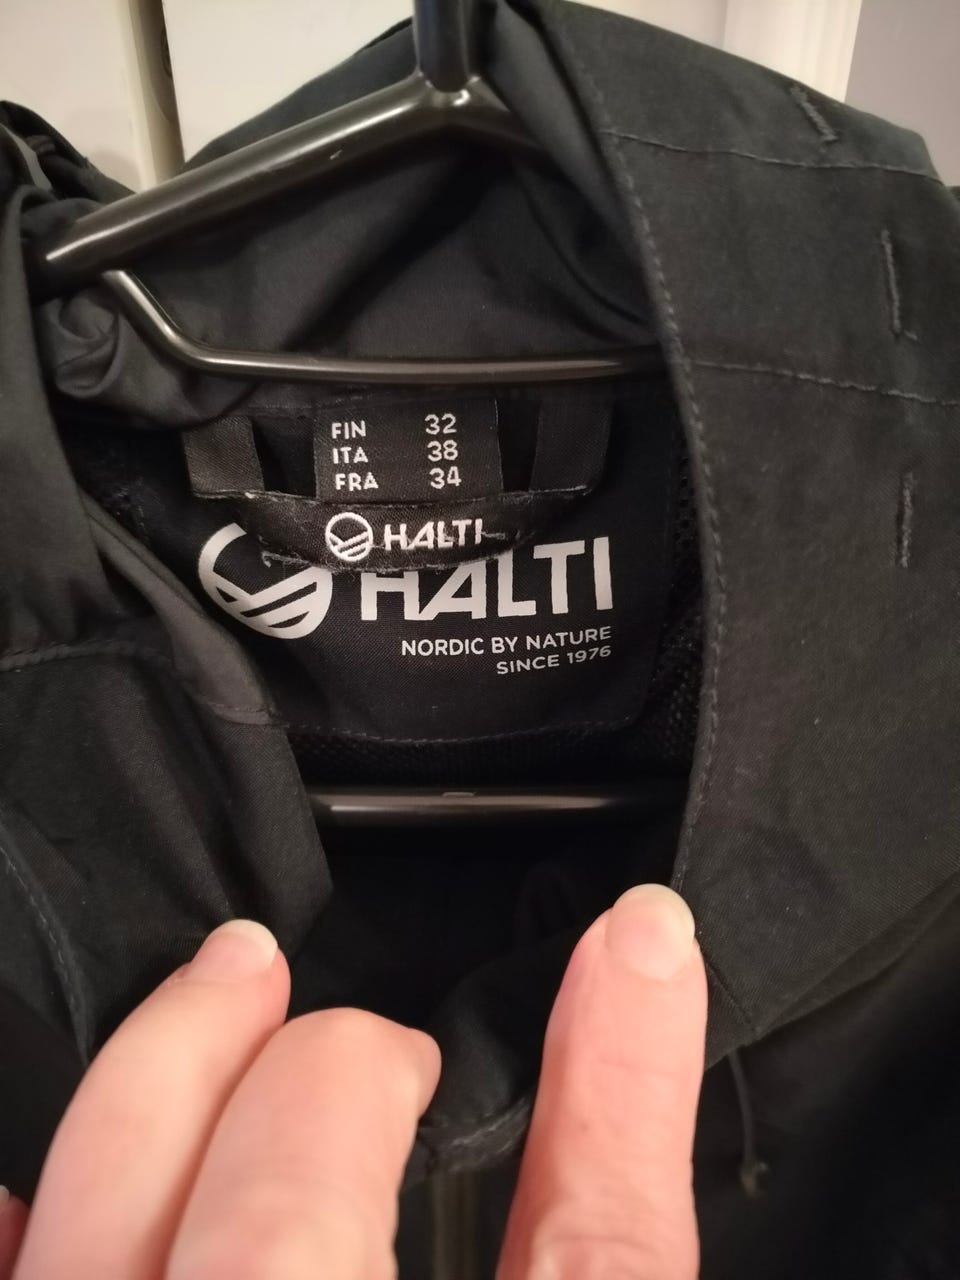 FIN 32
ITA 38
FRA 34
HALTI
HALTI
NORDIC BY NATURE
SINCE 1976